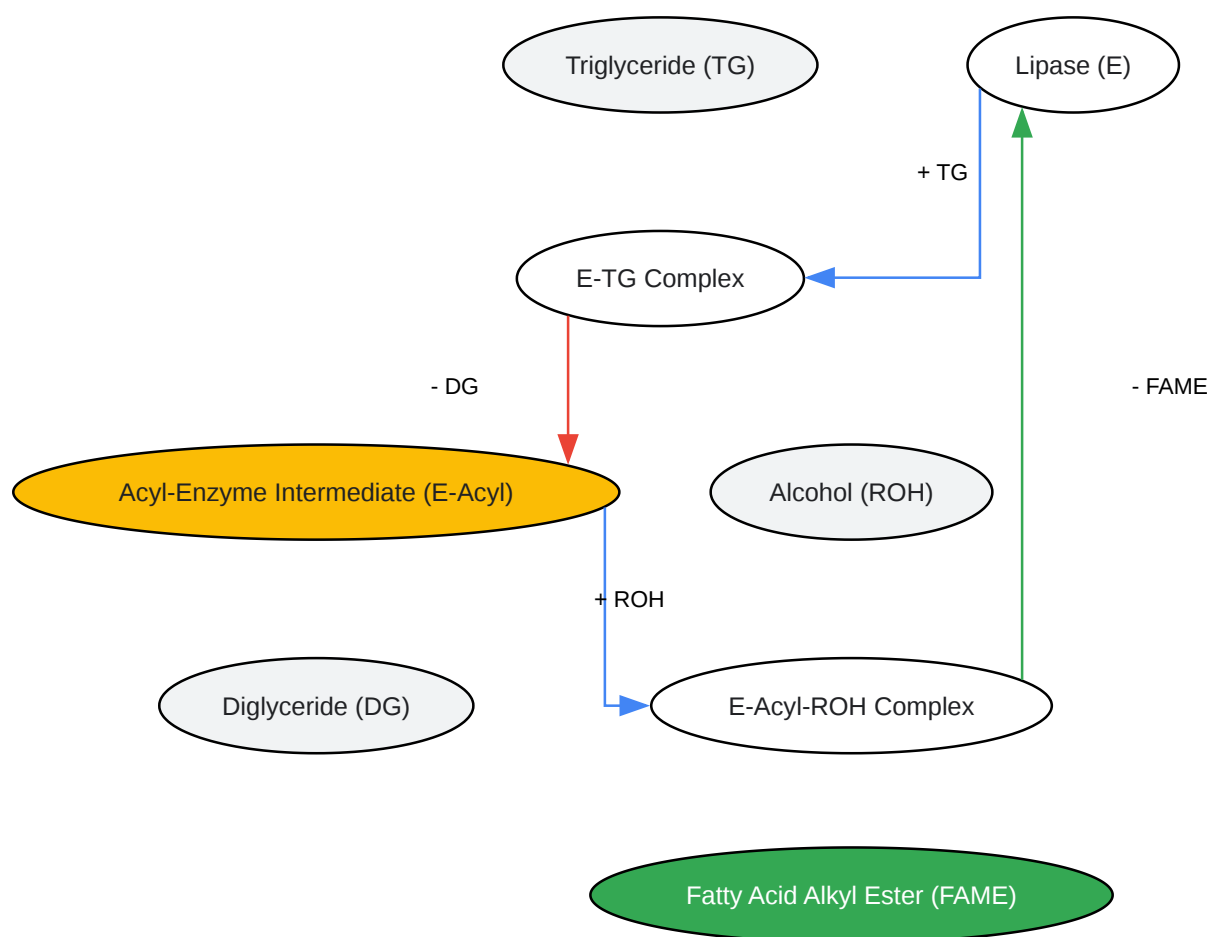 Triglyceride (TG)
Lipase (E)
+ TG
E-TG Complex
- DG
- FAME
Acyl-Enzyme Intermediate (E-Acyl)
Alcohol (ROH)
+ ROH
Diglyceride (DG)
E-Acyl-ROH Complex
Fatty Acid Alkyl Ester (FAME)